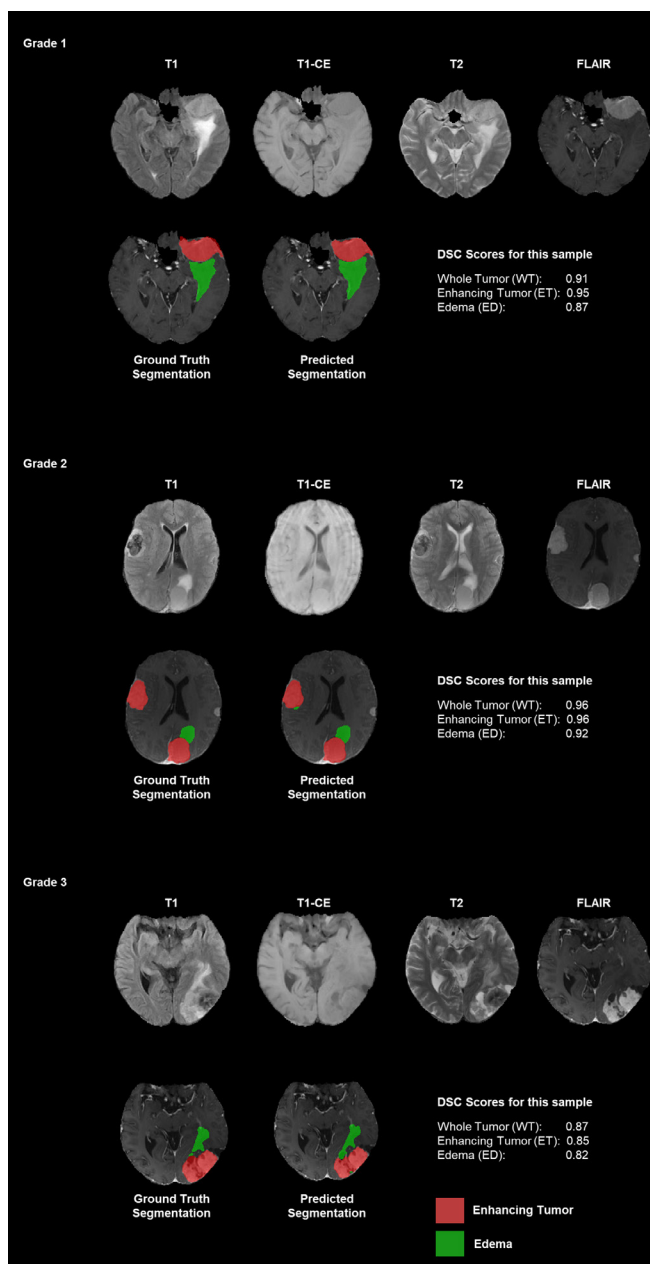 Grade 1
T1 T1-CE T2 FLAIR
DSC Scores for this sample
Whole Tumor (WT): 0.91
Enhancing Tumor (ET): 0.95
Edema (ED): 0.87
Ground Truth Segmentation
Predicted Segmentation
Grade 2
T1 T1-CE T2 FLAIR
DSC Scores for this sample
Whole Tumor (WT): 0.96
Enhancing Tumor (ET): 0.96
Edema (ED): 0.92
Ground Truth Segmentation
Predicted Segmentation
Grade 3
T1 T1-CE T2 FLAIR
DSC Scores for this sample
Whole Tumor (WT): 0.87
Enhancing Tumor (ET): 0.85
Edema (ED): 0.82
Ground Truth Segmentation
Predicted Segmentation
Enhancing Tumor
Edema